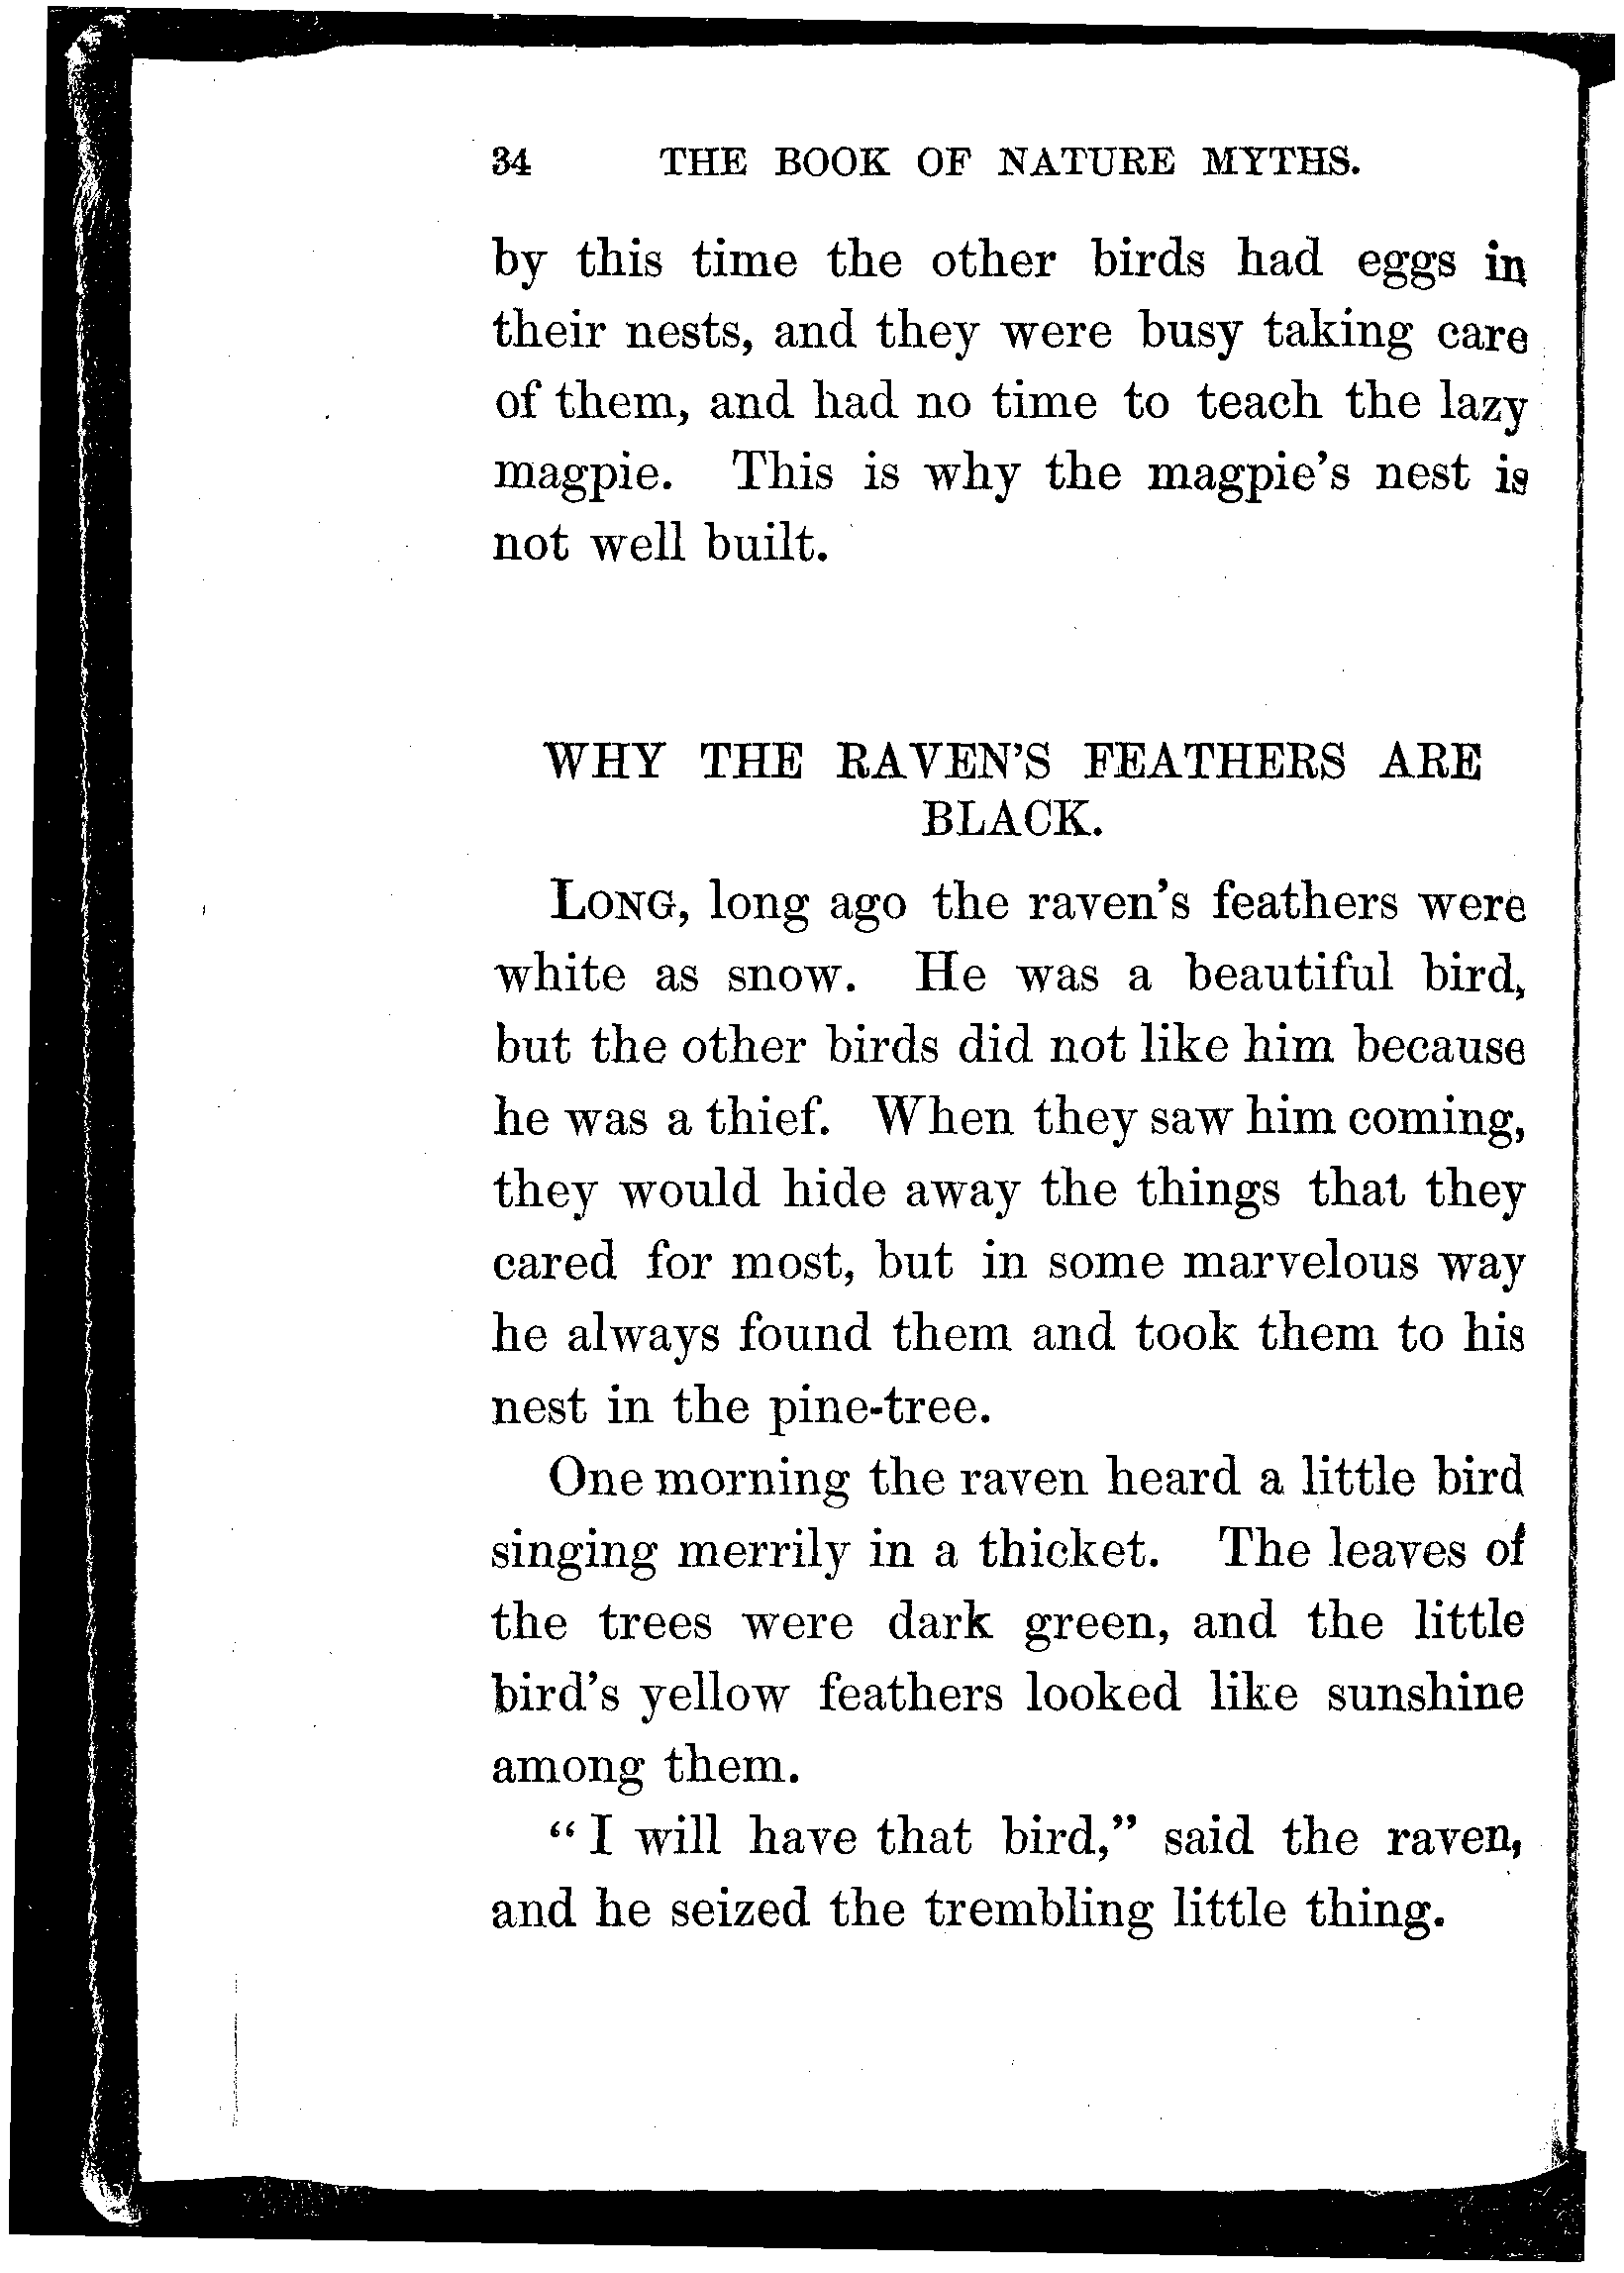 34 THE BOOK OF NATURE MYTHS.
by this time the other birds had eggs in
their nests, and they were busy taking care
of them, and had no time to teach the lazy
magpie. This is why the magpie's nest is
not well built.
WHY THE RAVEN'S FEATHERS ARE
BLACK.
LONG, long ago the raven's feathers were
white as snow. He was a beautiful bird,
but the other birds did not like him because
he was a thief. When they saw him coming,
they would hide away the things that they
cared for most, but in some marvelous way
he always found them and took them to his
nest in the pine-tree.
One morning the raven heard a little bird
singing merrily in a thicket. The leaves of
the trees were dark green, and the little
bird's yellow feathers looked like sunshine
among them.
“I will have that bird,” said the raven,
and he seized the trembling little thing.